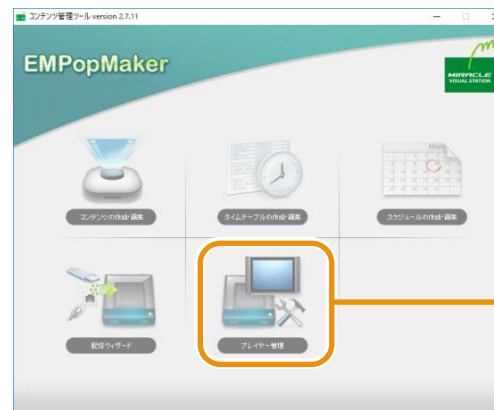 コンテンツ管理ツール version 2.7.11
EMPopMaker
MIRACLE
VISUAL STATION
コンテンツの作成・編集
タイムテーブルの作成・編集
スケジュールの作成・編集
配信ウィザード
プレイヤー管理